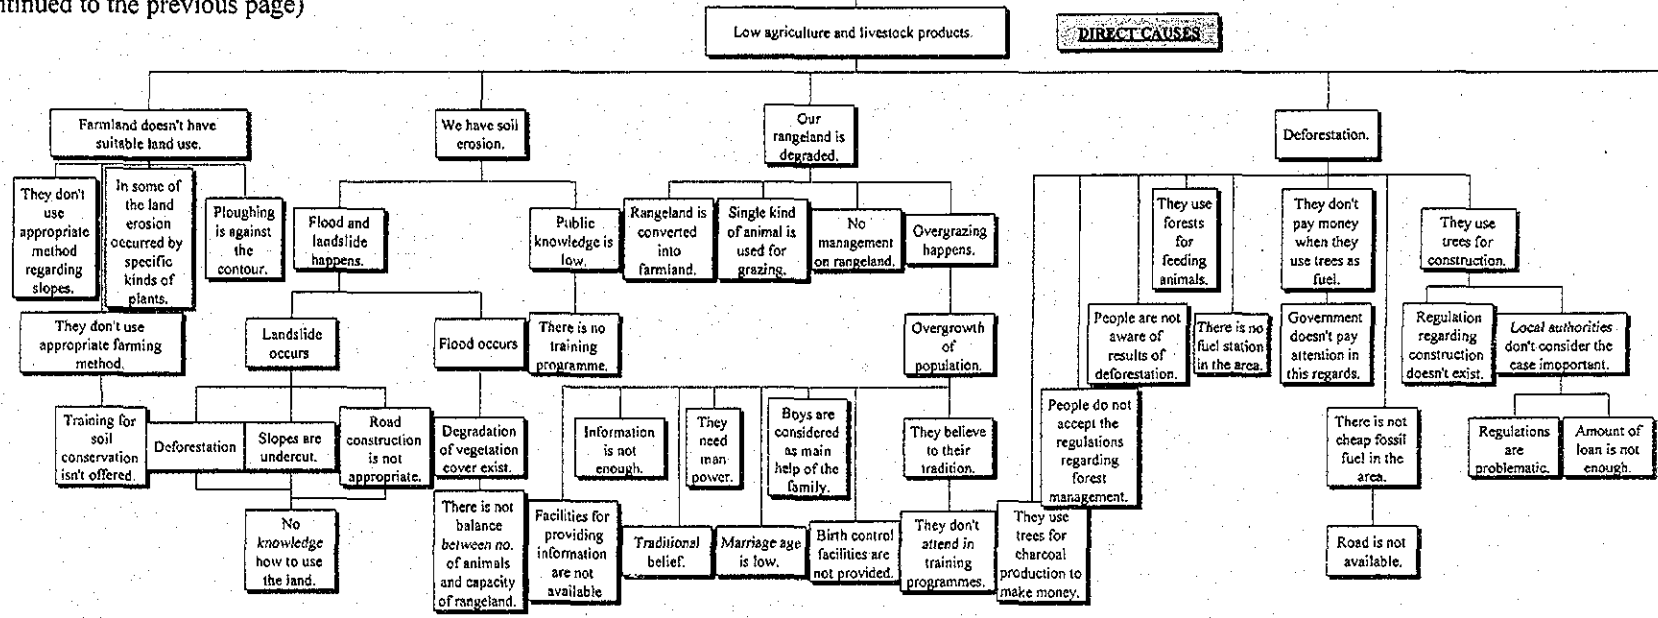 ntinued to the previous page)
Low agriculture and livestock products.
DIRECT CAUSES
Farmland doesn't have
suitable land use.
We have soil
erosion.
Our
rangeland is
degraded.
Deforestation.
They don't
use
appropriate
method
regarding
slopes.
In some of
the land
erosion
occurred by
specific
kinds of
plants.
Ploughing
is against
the
contour.
Flood and
landslide
happens.
Public
knowledge is
low.
Rangeland is
converted
into
farmland.
Single kind
of animal is
used for
grazing.
No
management
on rangeland.
Overgrazing
happens.
They use
forests
for
feeding
animals.
They don't
pay money
when they
use trees as
fuel.
They use
trees for
construction.
They don't use
appropriate farming
method.
Landslide
occurs
Flood occurs
There is no
training
programme.
Overgrowth
of
population.
People are not
aware of
results of
deforestation.
There is no
fuel station
in the area.
Government
doesn't pay
attention in
this regards.
Regulation
regarding
construction
doesn't exist.
Local authorities
don't consider the
case imoportant.
Training for
soil
conservation
isn't offered.
Deforestation
Slopes are
undercut.
Road
construction
is not
appropriate.
Degradation
of vegetation
cover exist.
Information
is not
enough.
They
need
man
power.
Boys are
considered
as main
help of the
family.
They believe
to their
tradition.
People do not
accept the
regulations
regarding
forest
management.
There is not
cheap fossil
fuel in the
area.
Regulations
are
problematic.
Amount of
loan is not
enough.
No
knowledge
how to use
the land.
There is not
balance
between no.
of animals
and capacity
of rangeland.
Facilities for
providing
information
are not
available
Traditional
belief.
Marriage age
is low.
Birth control
facilities are
not provided.
They don't
attend in
training
programmes.
They use
trees for
charcoal
production to
make money.
Road is not
available.